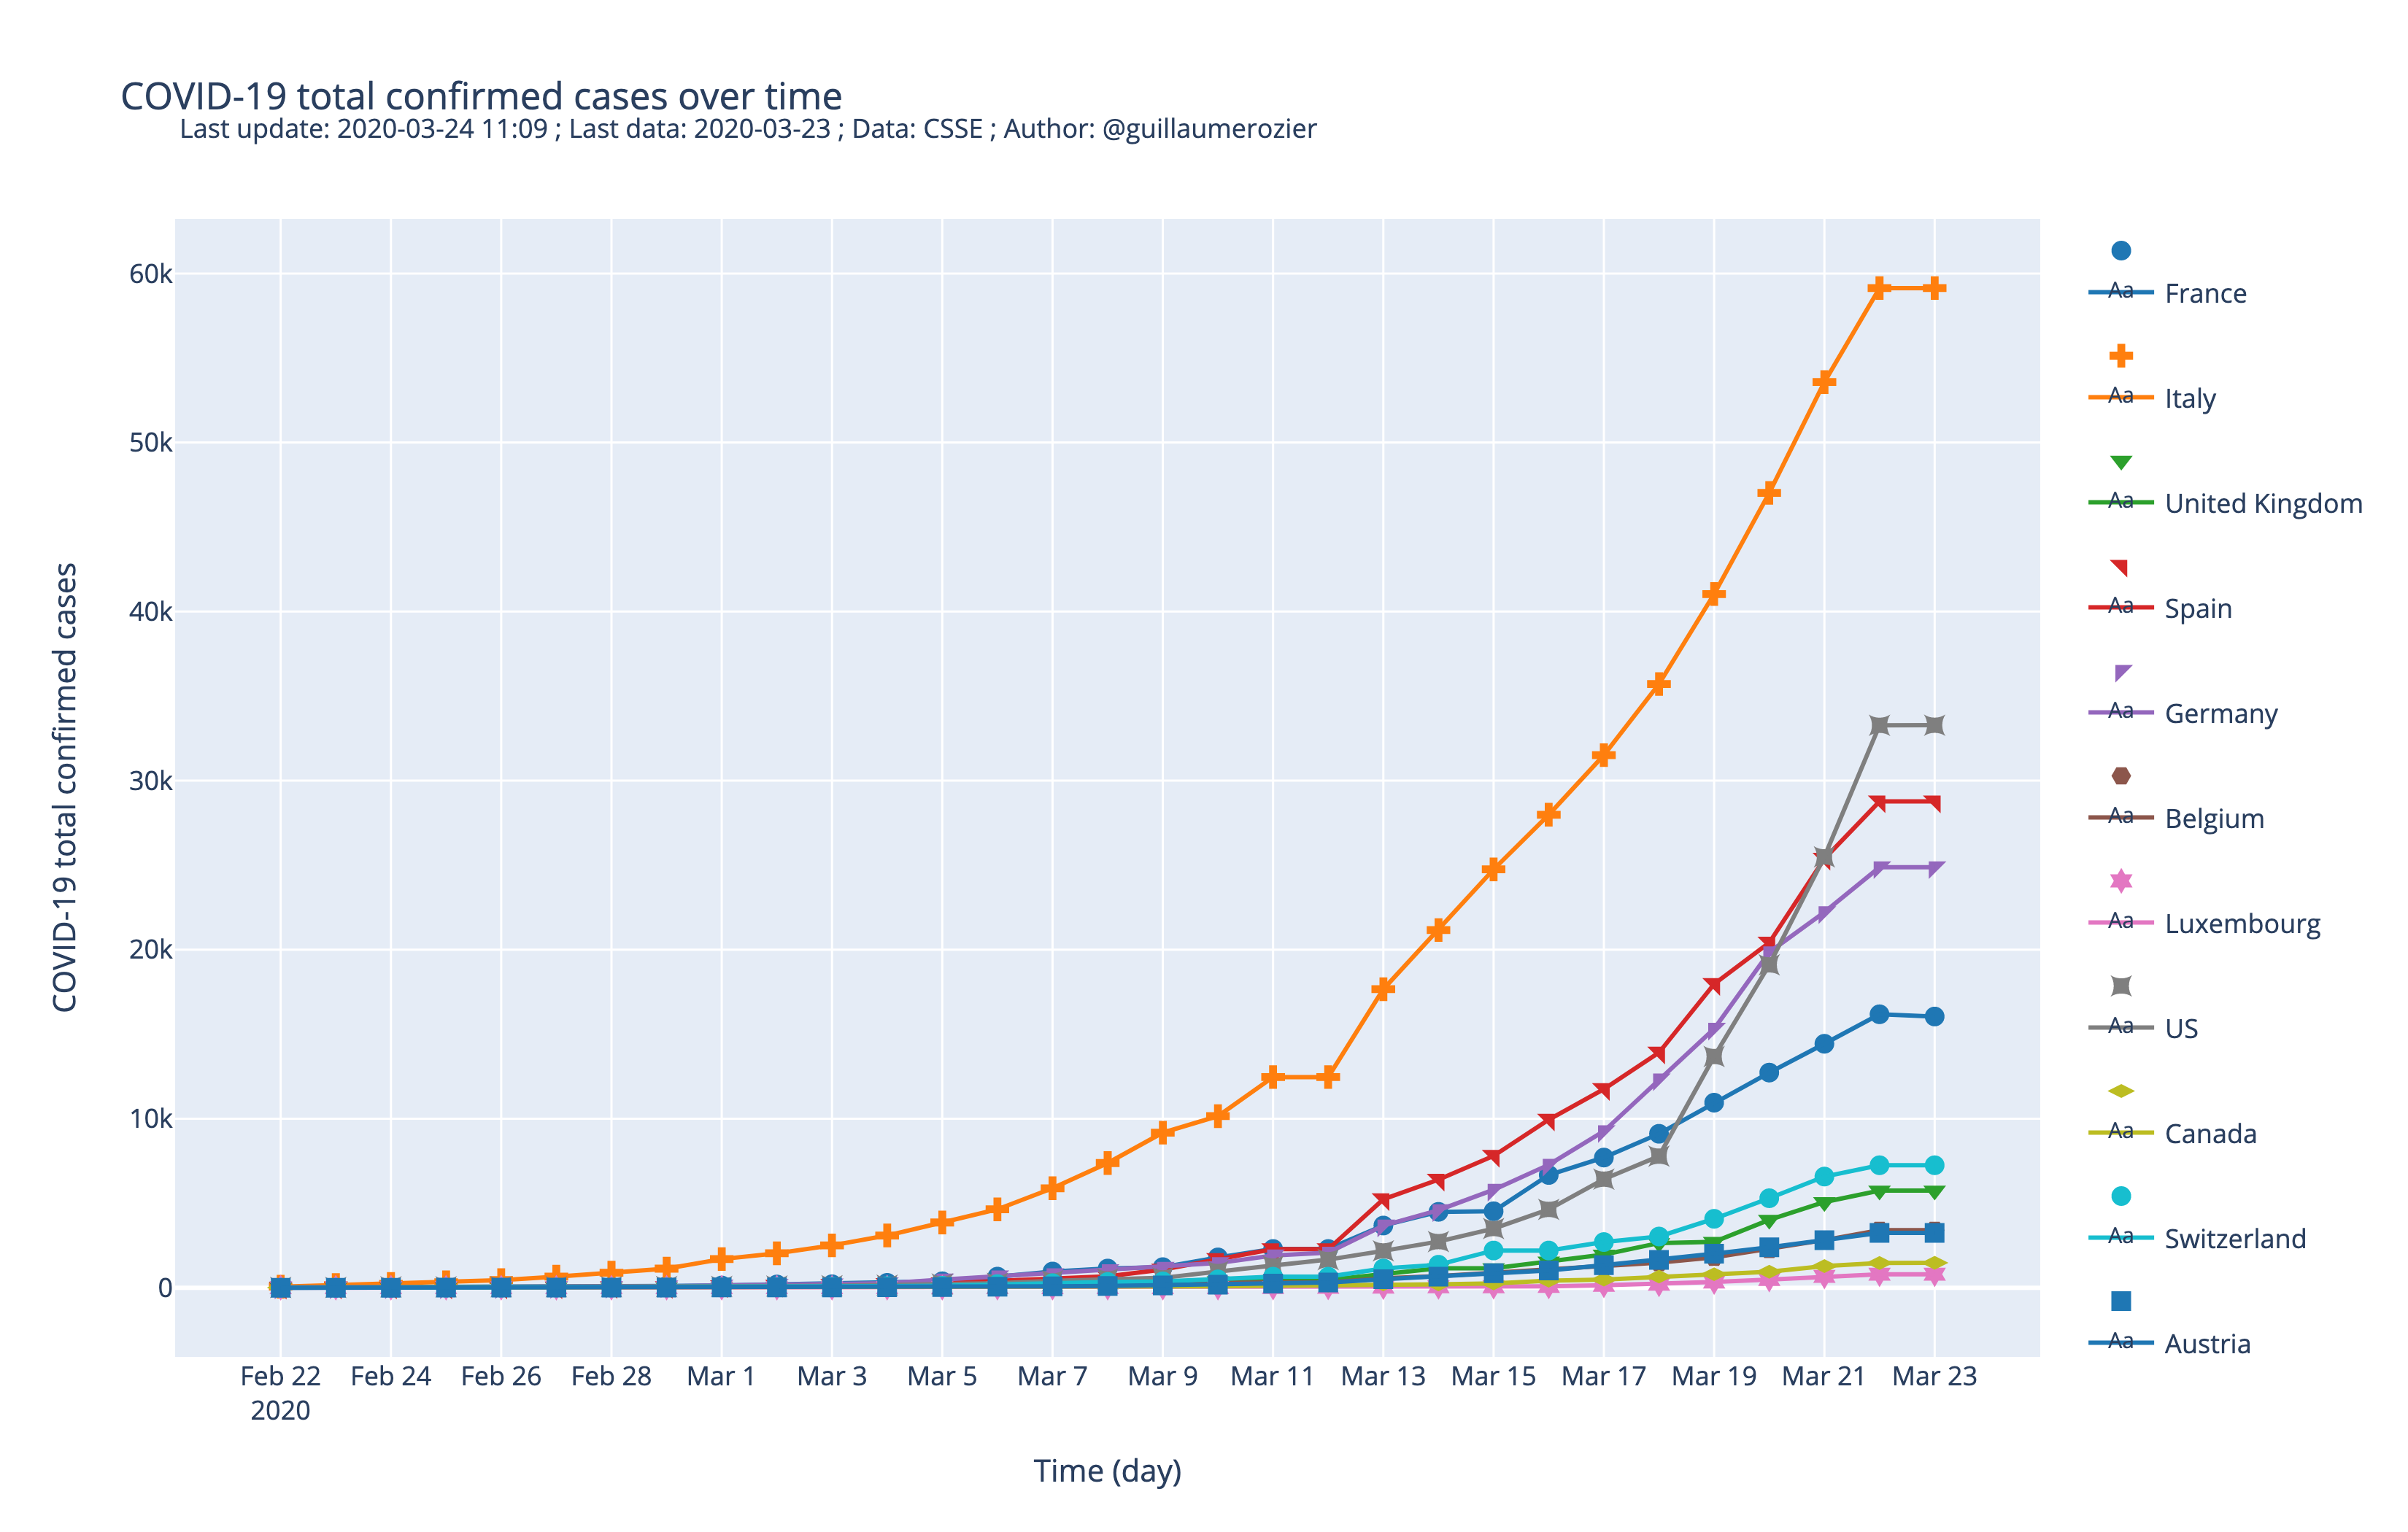 COVID-19 total confirmed cases over time
Last update: 2020-03-24 11:09 ; Last data: 2020-03-23 ; Data: CSSE ; Author: @guillaumerozier
COVID-19 total confirmed cases
60k
50k
40k
30k
20k
10k
0
Feb 22 Feb 24 Feb 26 Feb 28 Mar 1 Mar 3 Mar 5 Mar 7 Mar 9 Mar 11 Mar 13 Mar 15 Mar 17 Mar 19 Mar 21 Mar 23
2020
Time (day)
Aa France
Aa Italy
Aa United Kingdom
Aa Spain
Aa Germany
Aa Belgium
Aa Luxembourg
Aa US
Aa Canada
Aa Switzerland
Aa Austria